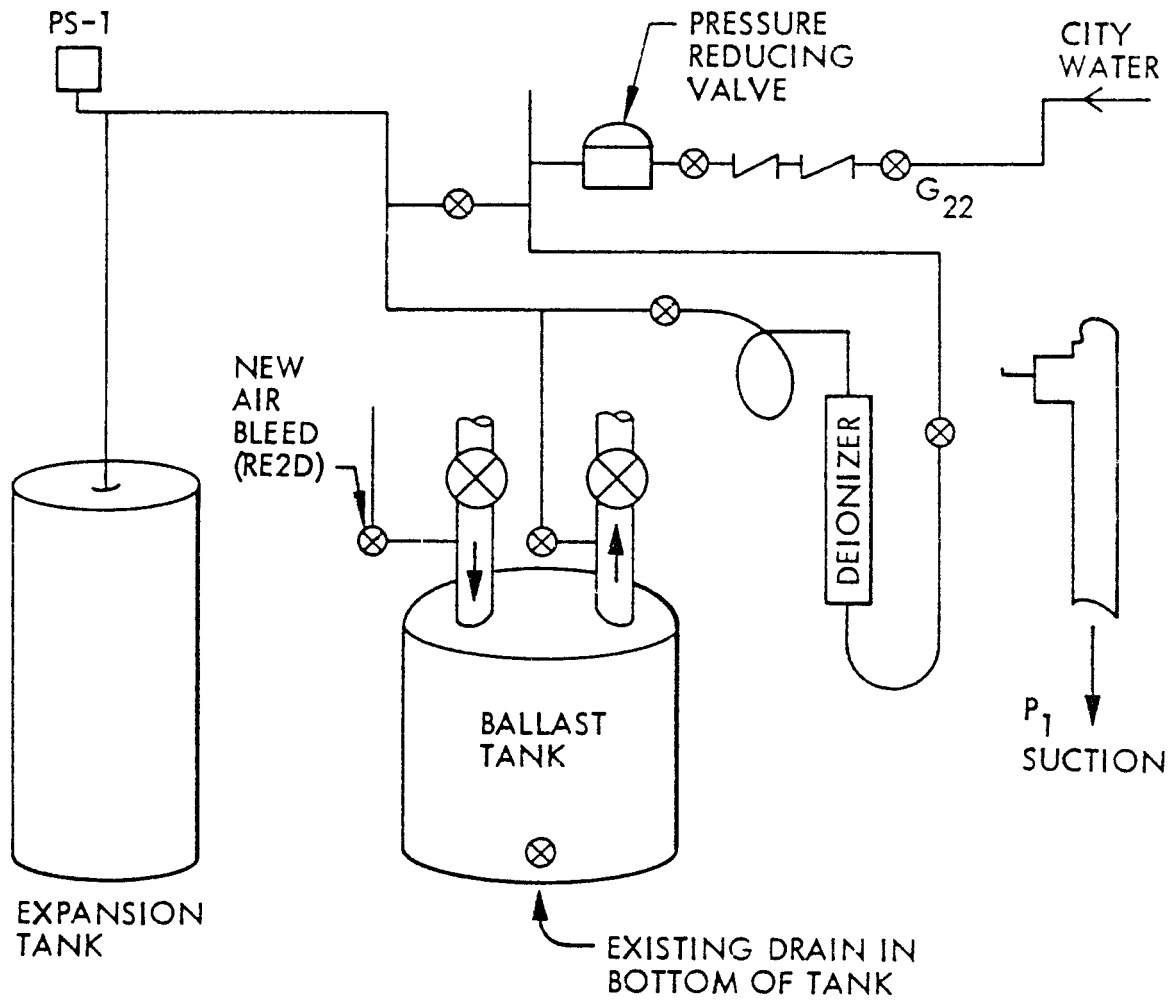 PS-1
PRESSURE
REDUCING
VALVE
CITY
WATER
G22
NEW
AIR
BLEED
(RE2D)
DEIONIZER
BALLAST
TANK
P1
SUCTION
EXPANSION
TANK
EXISTING DRAIN IN
BOTTOM OF TANK